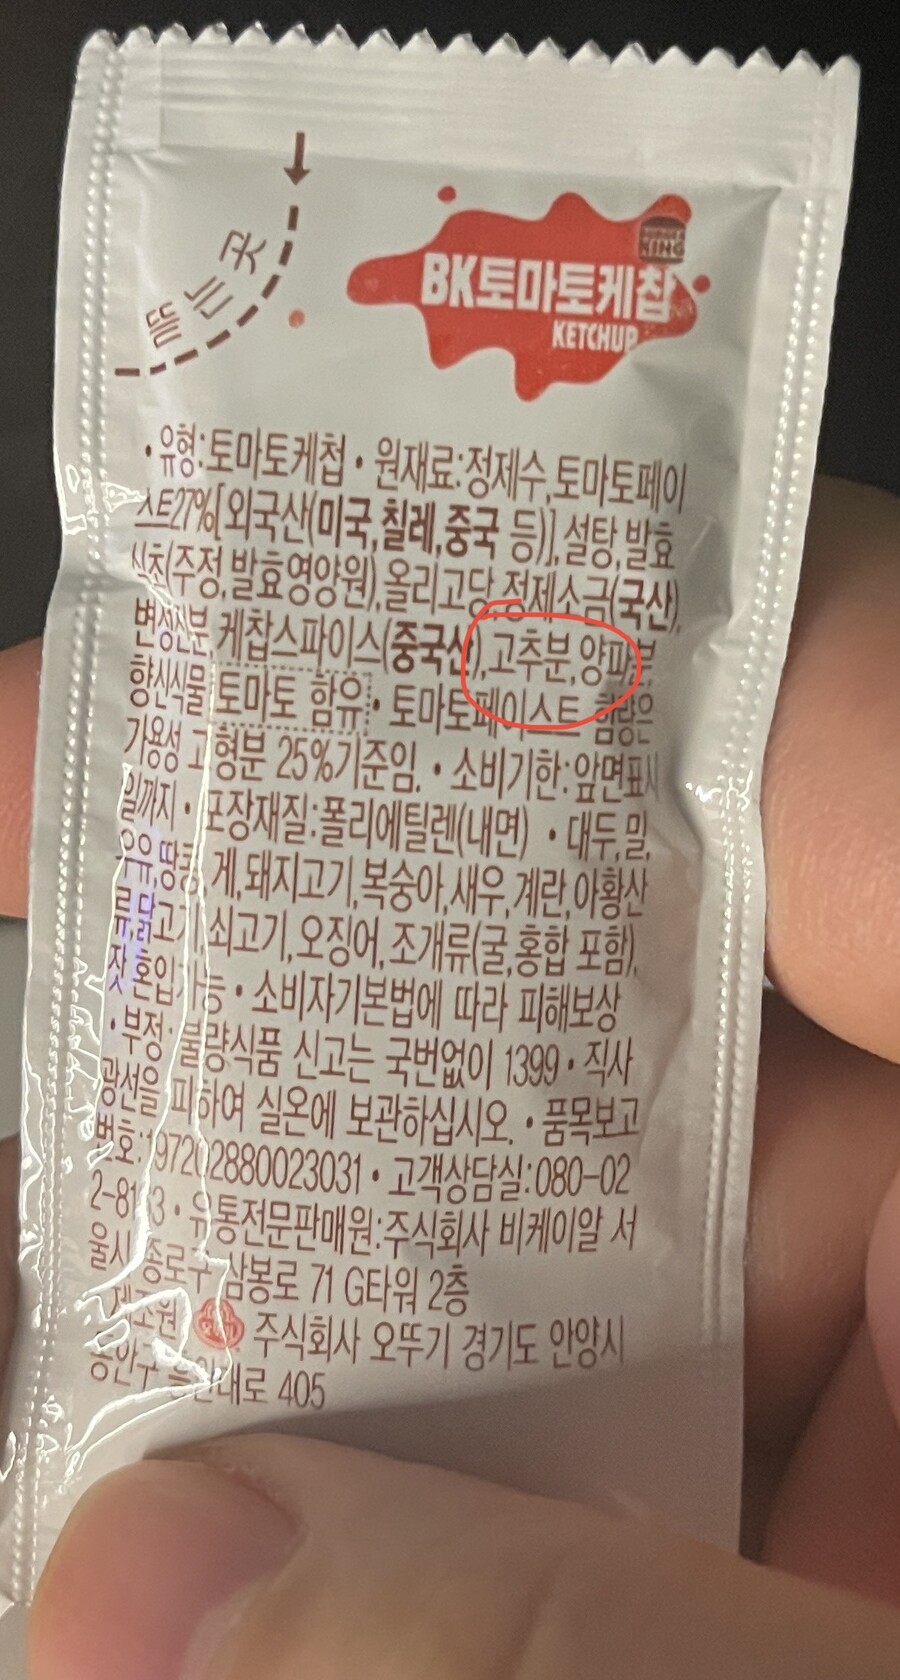 뜯는곳
BURGER KING
BK토마토케찹
KETCHUP
•유형:토마토케첩 • 원재료:정제수,토마토페이
스트27%[외국산(미국,칠레,중국 등)],설탕,발효
식초(주정,발효영양원),올리고당,정제소금(국산),
변성전분,케찹스파이스(중국산),고추분,양파분,
향신식물 토마토 함유 • 토마토페이스트 함량은
가용성 고형분 25%기준임. • 소비기한:앞면표시
일까지 • 포장재질:폴리에틸렌(내면) • 대두,밀,
우유,땅콩,게,돼지고기,복숭아,새우,계란,아황산
류,닭고기,쇠고기,오징어,조개류(굴,홍합 포함),
잣 혼입가능 • 소비자기본법에 따라 피해보상
•부정·불량식품 신고는 국번없이 1399 • 직사
광선을 피하여 실온에 보관하십시오. • 품목보고
번호:197202880023031 • 고객상담실:080-02
• 유통전문판매원:주식회사 비케이알 서
울시 종로구 삼봉로 71 G타워 2층
제조원 주식회사 오뚜기 경기도 안양시
동안구 흥안대로 405